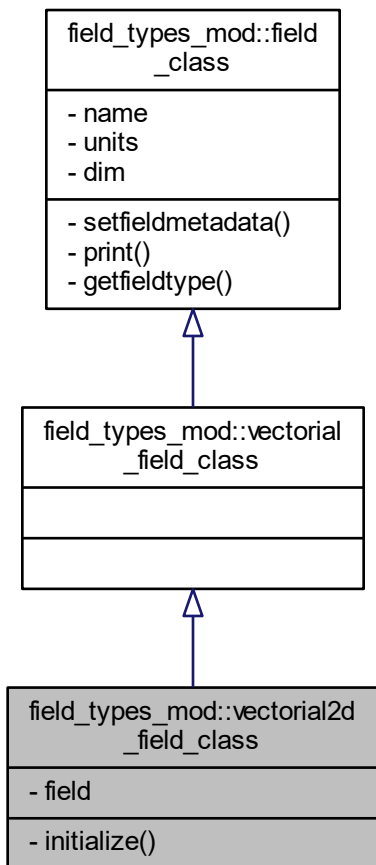 field_types_mod::field
_class
- name
- units
- dim
- setfieldmetadata()
- print()
- getfieldtype()
field_types_mod::vectorial
_field_class
field_types_mod::vectorial2d
_field_class
- field
- initialize()